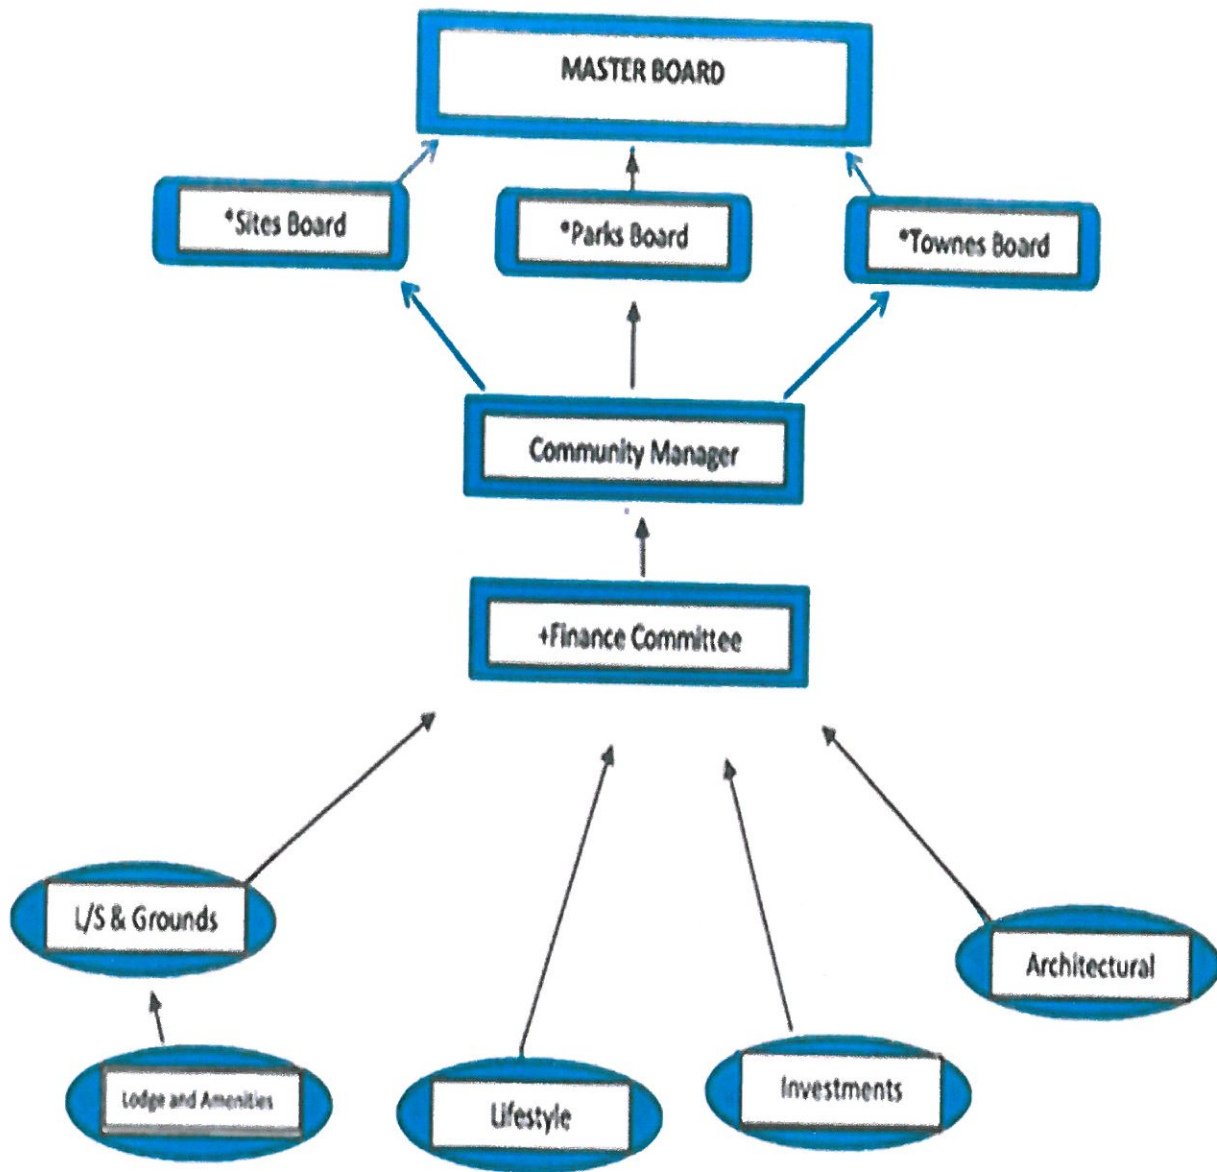 MASTER BOARD
*Sites Board
*Parks Board
*Townes Board
Community Manager
+Finance Committee
L/S & Grounds
Architectural
Lodge and Amenities
Lifestyle
Investments